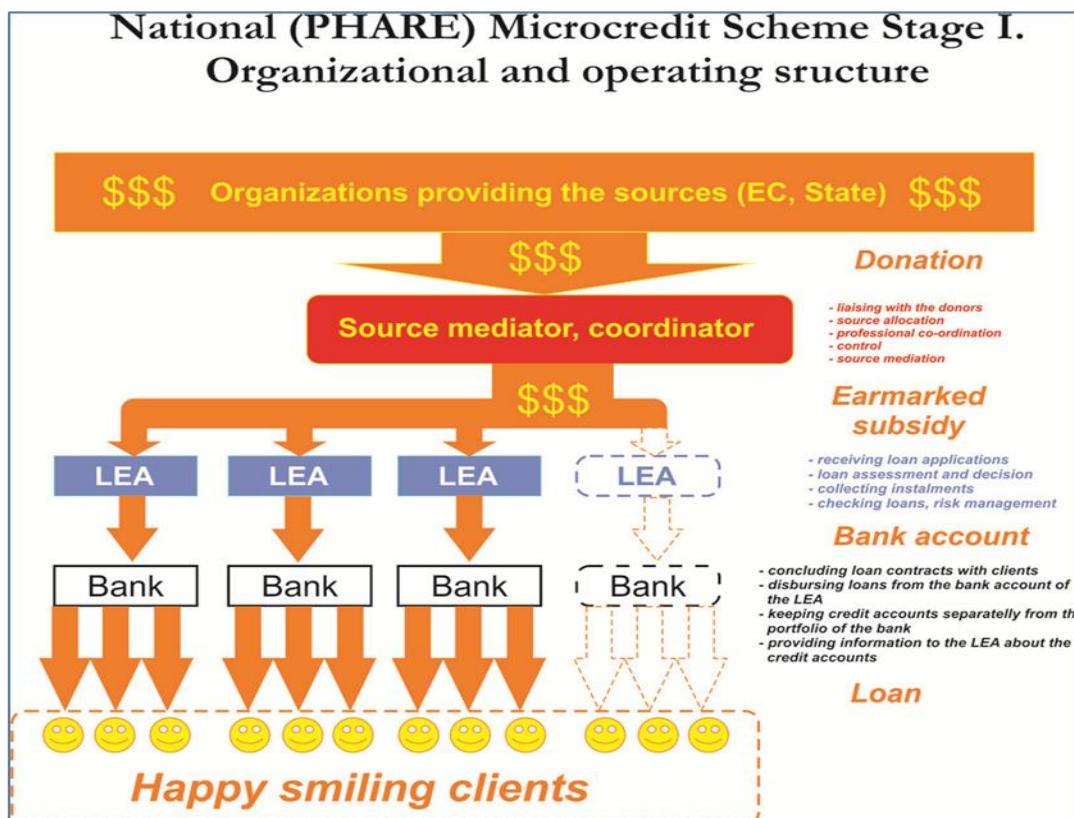 National (PHARE) Microcredit Scheme Stage I.
Organizational and operating sructure
$$$ Organizations providing the sources (EC, State) $$$
$$$
Donation
Source mediator, coordinator
- liaising with the donors
- source allocation
- professional co-ordination
- control
- source mediation
$$$
Earmarked
subsidy
LEA LEA LEA LEA
- receiving loan applications
- loan assessment and decision
- collecting instalments
- checking loans, risk management
Bank account
Bank Bank Bank Bank
- concluding loan contracts with clients
- disbursing loans from the bank account of
the LEA
- keeping credit accounts separatelly from th
portfolio of the bank
- providing information to the LEA about the
credit accounts
Loan
Happy smiling clients